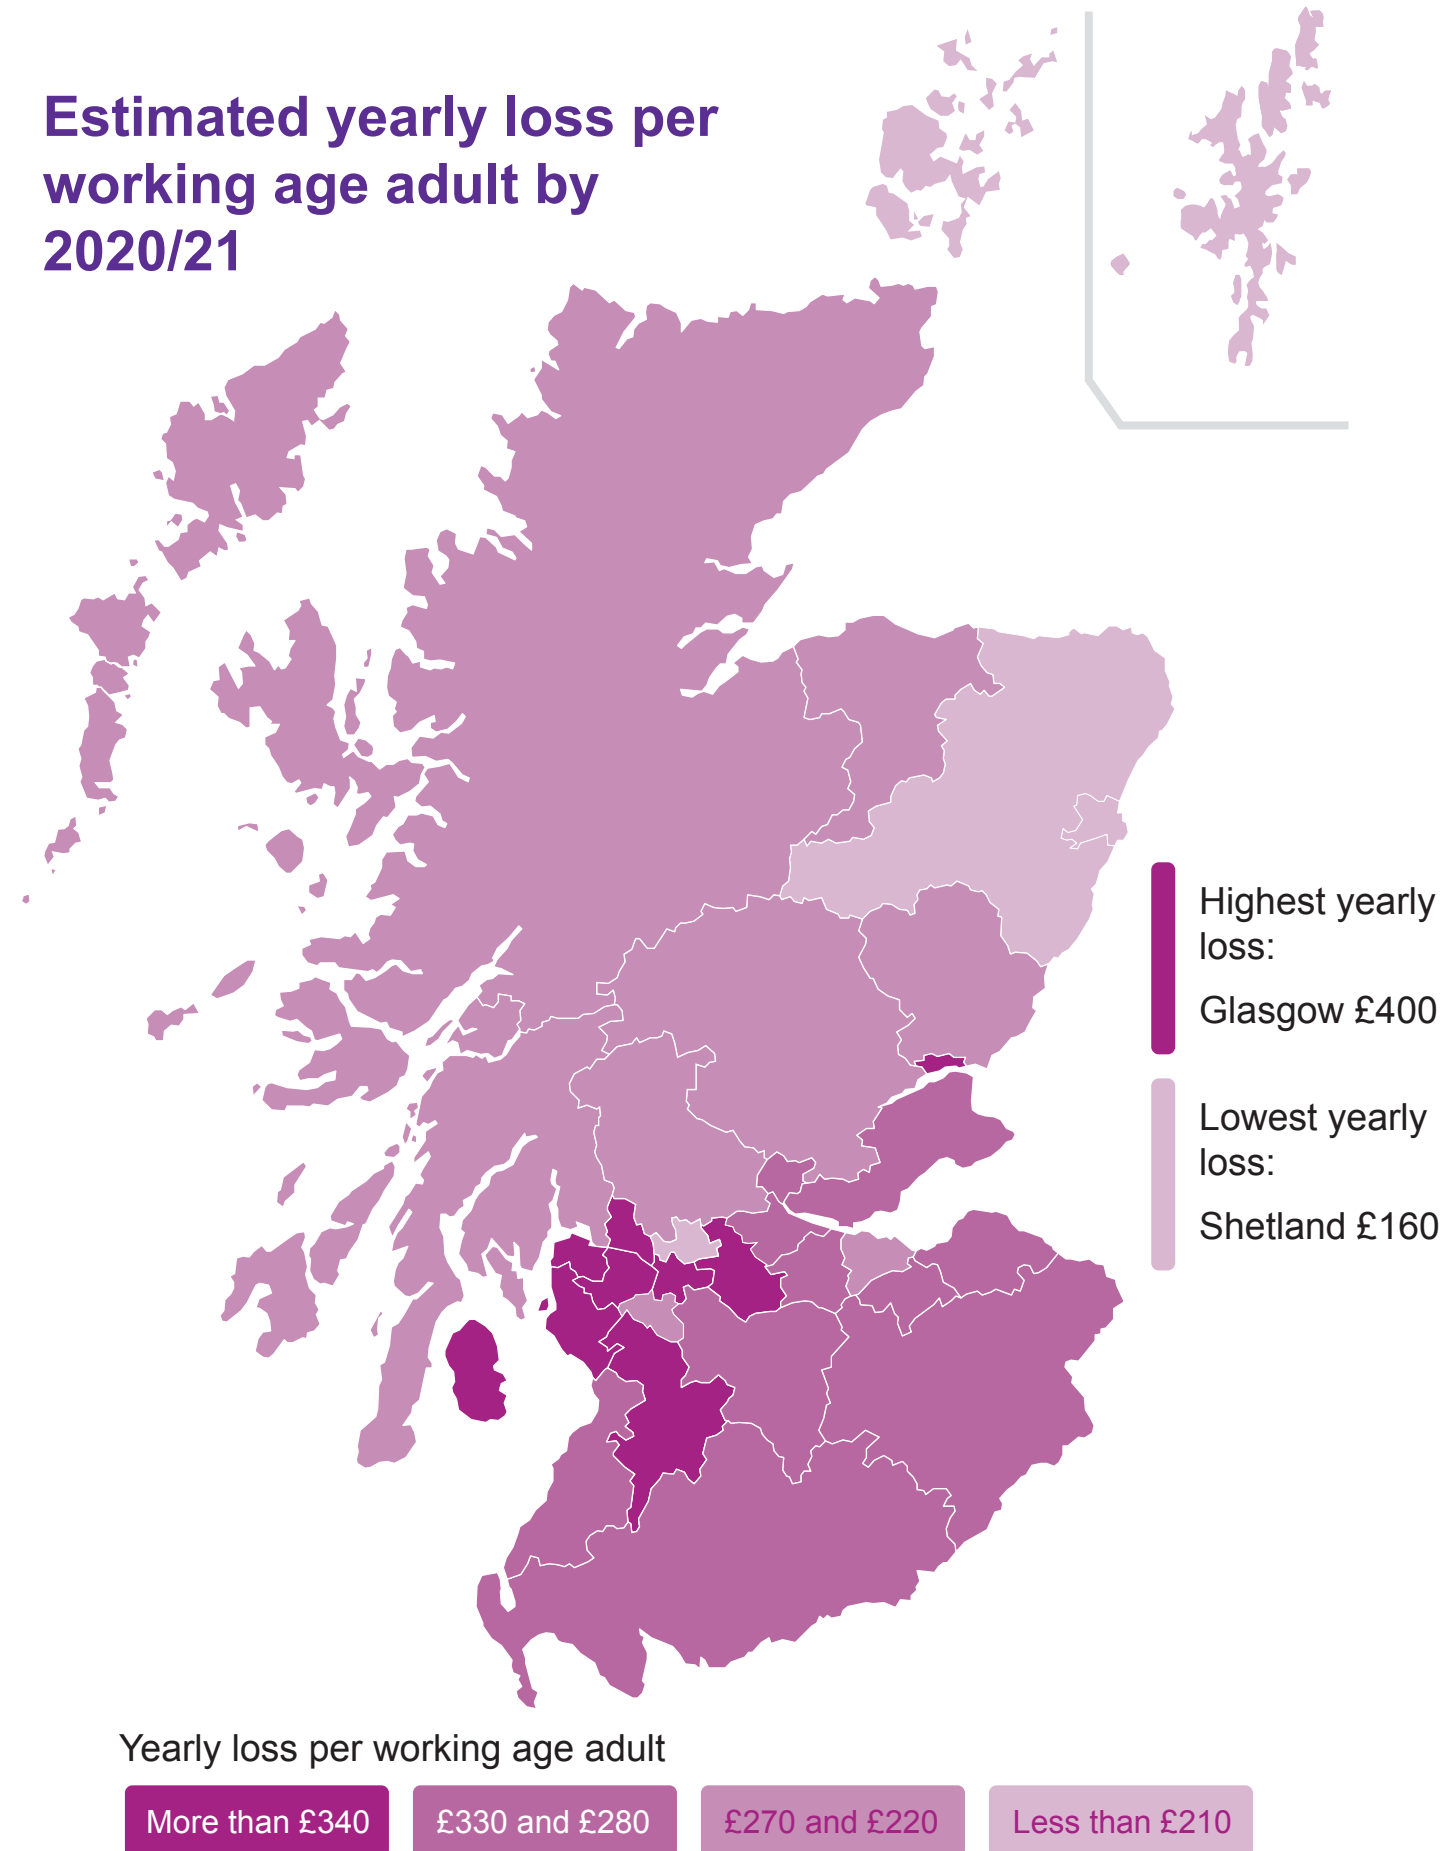 Estimated yearly loss per
working age adult by
2020/21
Highest yearly
loss:
Glasgow £400
Lowest yearly
loss:
Shetland £160
Yearly loss per working age adult
More than £340
£330 and £280
£270 and £220
Less than £210